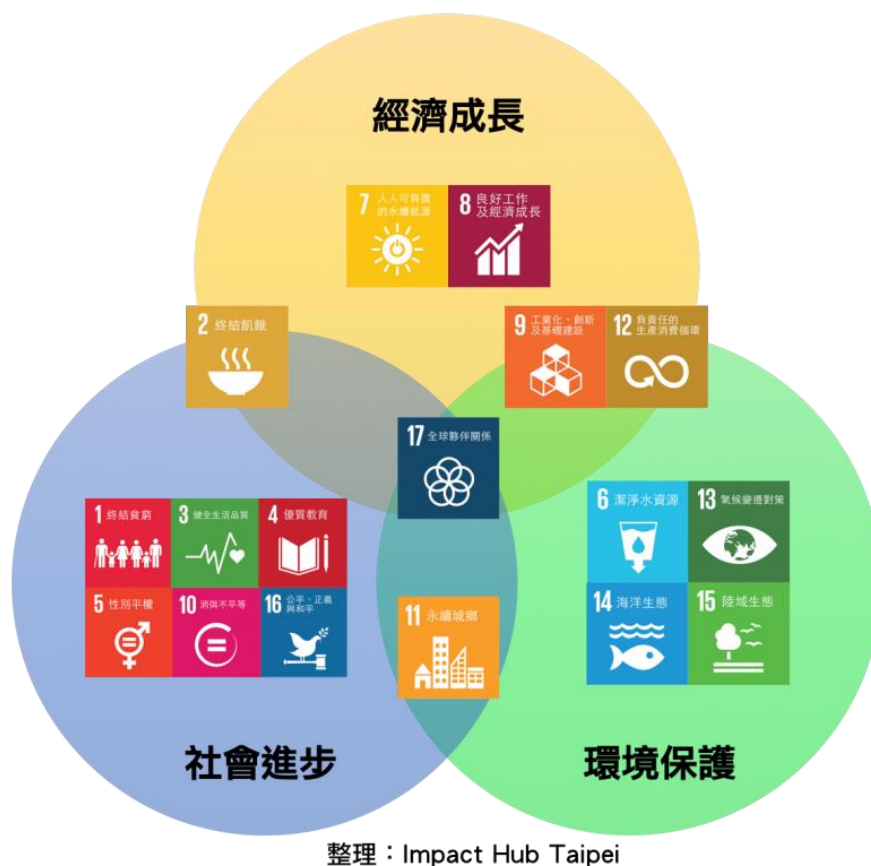 經濟成長
7 人人可負擔
的永續能源
8 良好工作
及經濟成長
2 終結飢餓
9 工業化、創新
及基礎建設
12 負責任的
生產消費循環
17 全球夥伴關係
1 終結貧窮
3 健全生活品質
4 優質教育
5 性別平權
10 消弭不平等
16 公平、正義
與和平
6 潔淨水資源
13 氣候變遷對策
14 海洋生態
15 陸域生態
11 永續城鄉
社會進步
環境保護
整理：Impact Hub Taipei